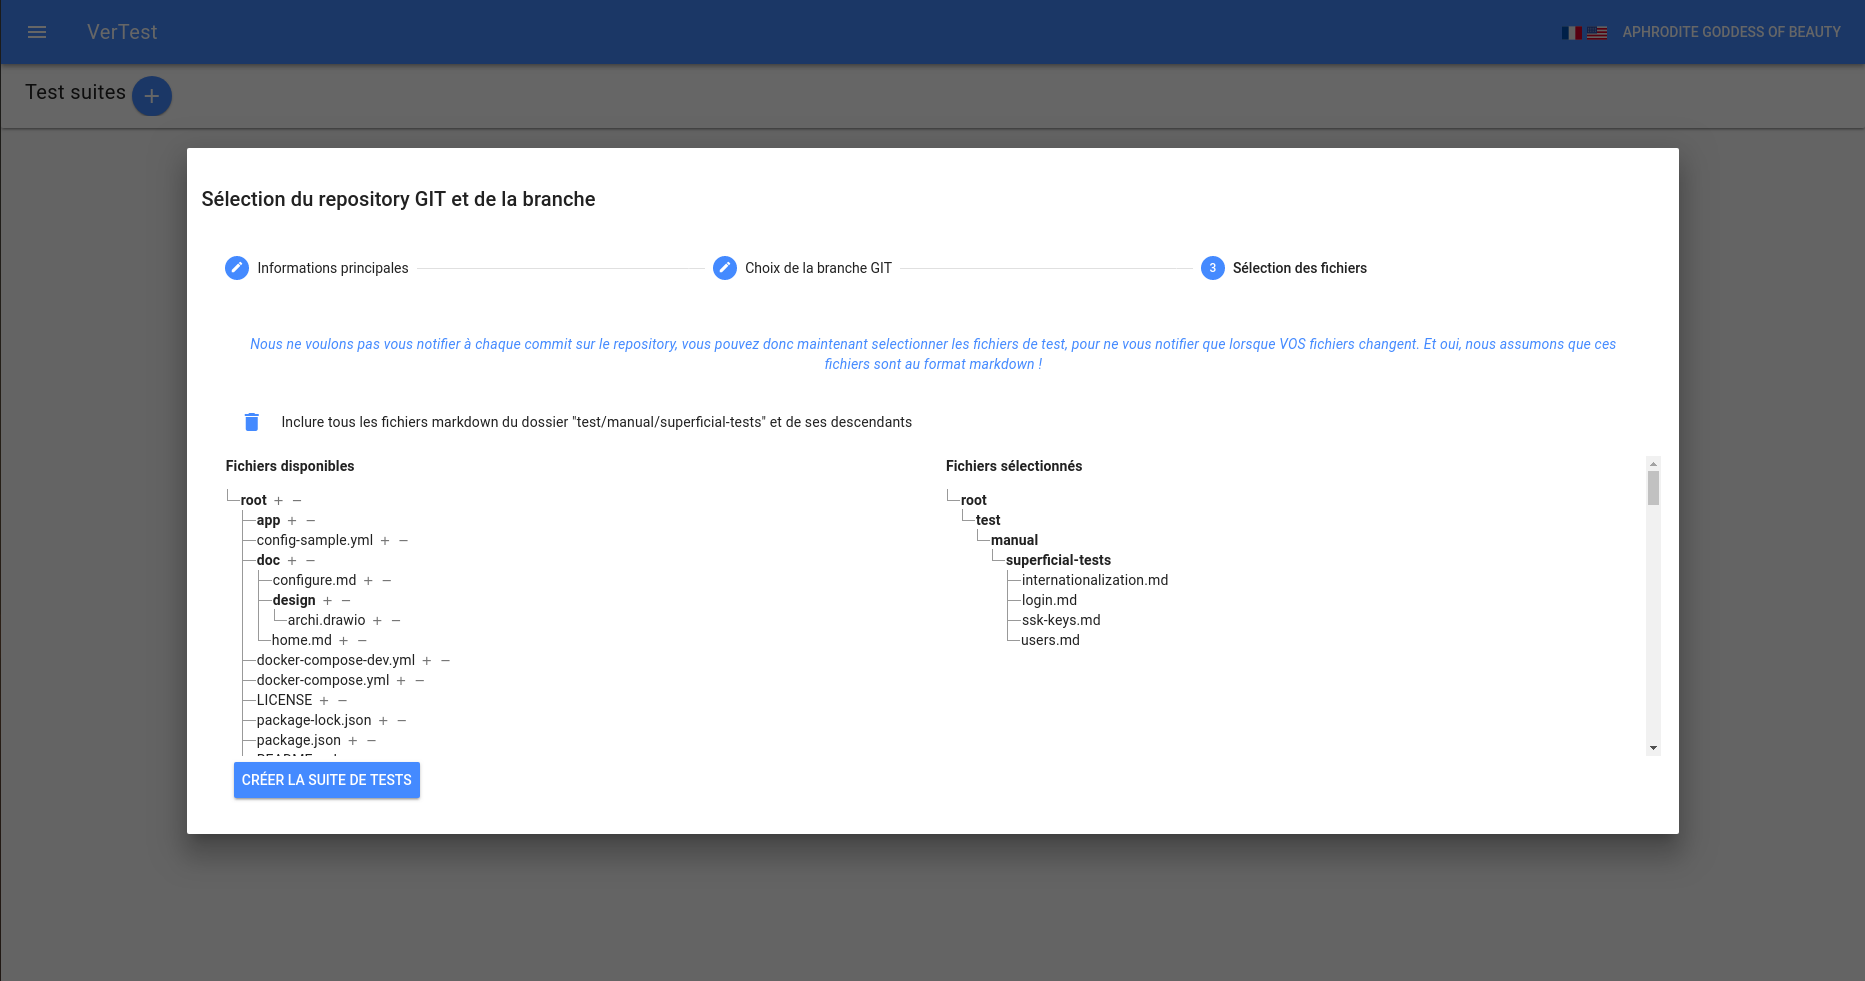 VerTest
APHRODITE GODDESS OF BEAUTY
Test suites
Sélection du repository GIT et de la branche
Informations principales
Choix de la branche GIT
3 Sélection des fichiers
Nous ne voulons pas vous notifier à chaque commit sur le repository, vous pouvez donc maintenant selectionner les fichiers de test, pour ne vous notifier que lorsque VOS fichiers changent. Et oui, nous assumons que ces
fichiers sont au format markdown !
Inclure tous les fichiers markdown du dossier "test/manual/superficial-tests" et de ses descendants
Fichiers disponibles
root + −
app + −
config-sample.yml + −
doc + −
configure.md + −
design + −
archi.drawio + −
home.md + −
docker-compose-dev.yml + −
docker-compose.yml + −
LICENSE + −
package-lock.json + −
package.json + −
Fichiers sélectionnés
root
test
manual
superficial-tests
internationalization.md
login.md
ssk-keys.md
users.md
CRÉER LA SUITE DE TESTS